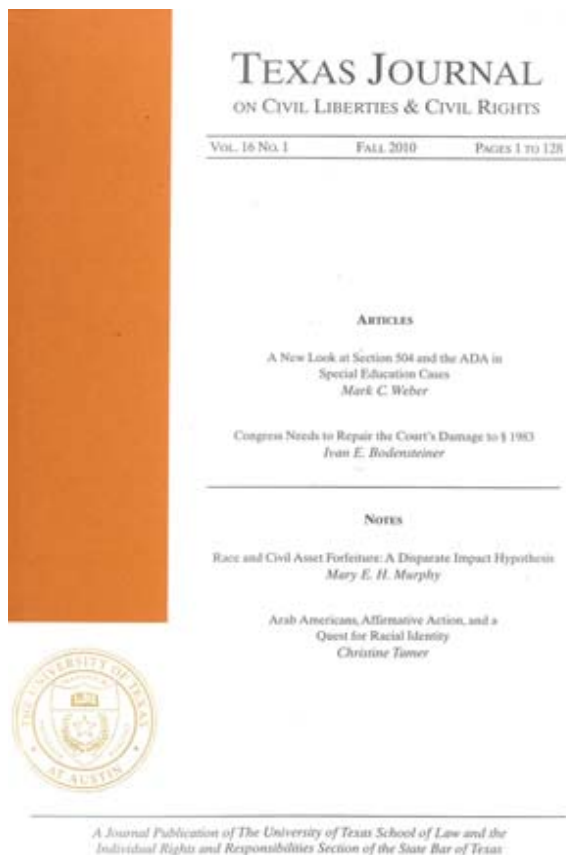 TEXAS JOURNAL
ON CIVIL LIBERTIES & CIVIL RIGHTS
VOL. 16 NO. 1 FALL 2010 PAGES 1 TO 128
ARTICLES
A New Look at Section 504 and the ADA in
Special Education Cases
Mark C. Weber
Congress Needs to Repair the Court's Damage to § 1983
Ivan E. Bodensteiner
NOTES
Race and Civil Asset Forfeiture: A Disparate Impact Hypothesis
Mary E. H. Murphy
Arab Americans, Affirmative Action, and a
Quest for Racial Identity
Christine Tamer
THE UNIVERSITY OF TEXAS
AT AUSTIN
A Journal Publication of The University of Texas School of Law and the
Individual Rights and Responsibilities Section of the State Bar of Texas